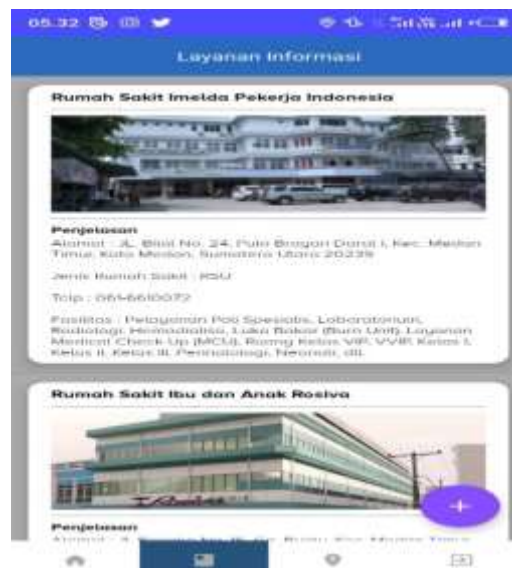 05.32
Layanan Informasi
Rumah Sakit Imelda Pekerja Indonesia
Penjelasan
Alamat : JL. Bilal No. 24, Pulo Brayan Darat I, Kec. Medan
Timur, Kota Medan, Sumatera Utara 20239
Jenis Rumah Sakit : RSU
Tlp :
Fasilitas : Pelayanan Poli Spesialis, Laboratorium,
Radiologi, Hemodialisa, Luka Bakar (Burn Unit), Layanan
Medical Check Up (MCU), Ruang Kelas VIP, VVIP, Kelas I,
Kelas II, Kelas III, Perinatologi, Neonati, dll.
Rumah Sakit Ibu dan Anak Rosiva
Penjelasan